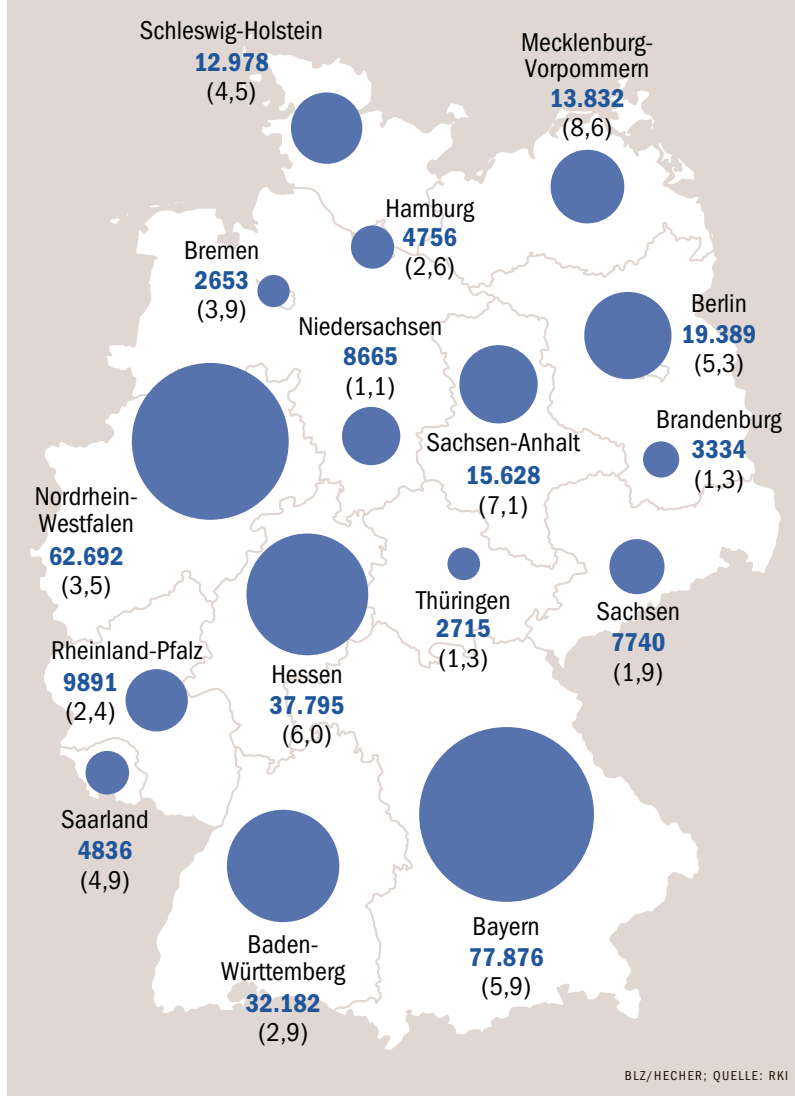 Schleswig-Holstein
12.978
(4,5)
Mecklenburg-
Vorpommern
13.832
(8,6)
Hamburg
4756
(2,6)
Bremen
2653
(3,9)
Niedersachsen
8665
(1,1)
Berlin
19.389
(5,3)
Sachsen-Anhalt
15.628
(7,1)
Brandenburg
3334
(1,3)
Nordrhein-
Westfalen
62.692
(3,5)
Thüringen
2715
(1,3)
Sachsen
7740
(1,9)
Rheinland-Pfalz
9891
(2,4)
Hessen
37.795
(6,0)
Saarland
4836
(4,9)
Baden-
Württemberg
32.182
(2,9)
Bayern
77.876
(5,9)
BLZ/HECHER; QUELLE: RKI